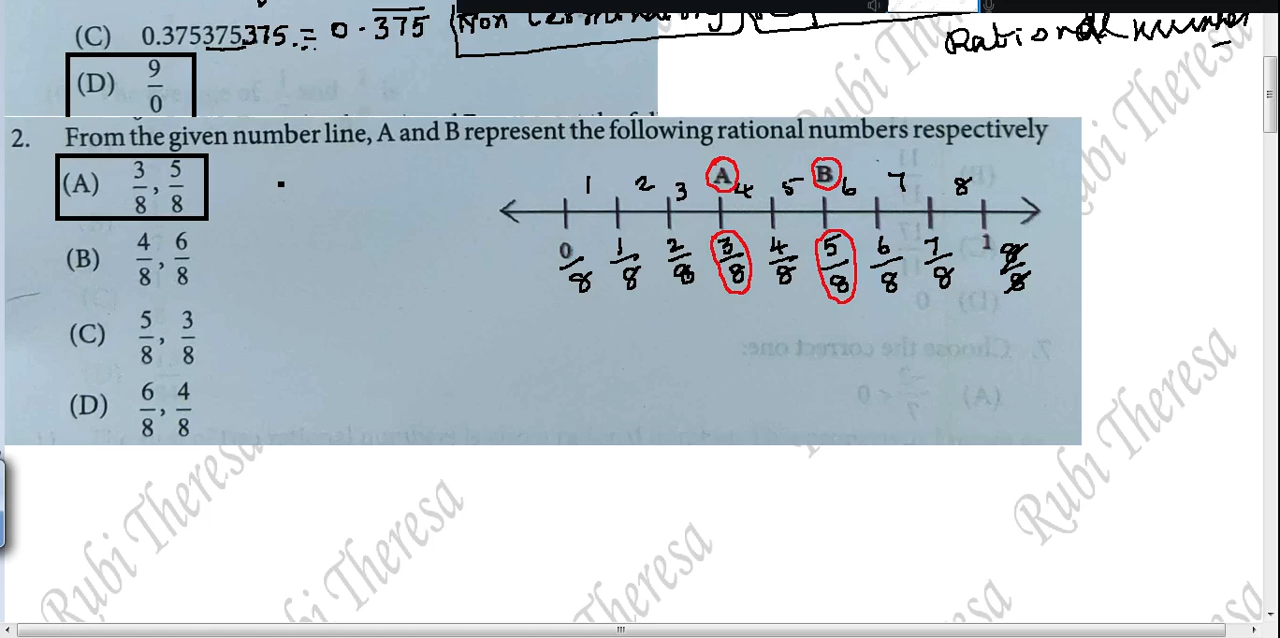 (C) 0.375375375... = 0.375 Non Terminating
Rational number
(D) 9/0
2. From the given number line, A and B represent the following rational numbers respectively
(A) 3/8, 5/8
1 2 3 A 4 5 B 6 7 8
0/8 1/8 2/8 3/8 4/8 5/8 6/8 7/8 1 8/8
(B) 4/8, 6/8
(C) 5/8, 3/8
(D) 6/8, 4/8
Rubi Theresa
Rubi Theresa
Rubi Theresa
Rubi Theresa
Rubi Theresa
Theresa